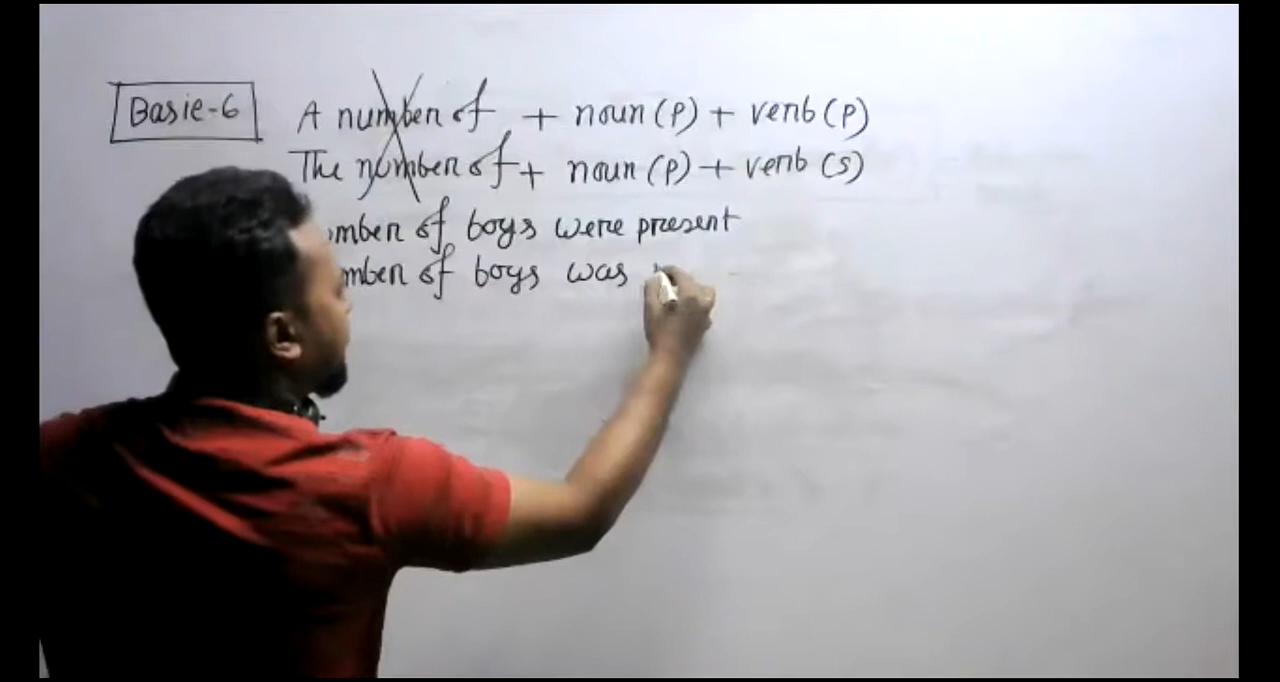 Basic-6 A number of + noun (P) + verb (P)
The number of + noun (P) + verb (S)
umber of boys were present
mber of boys was